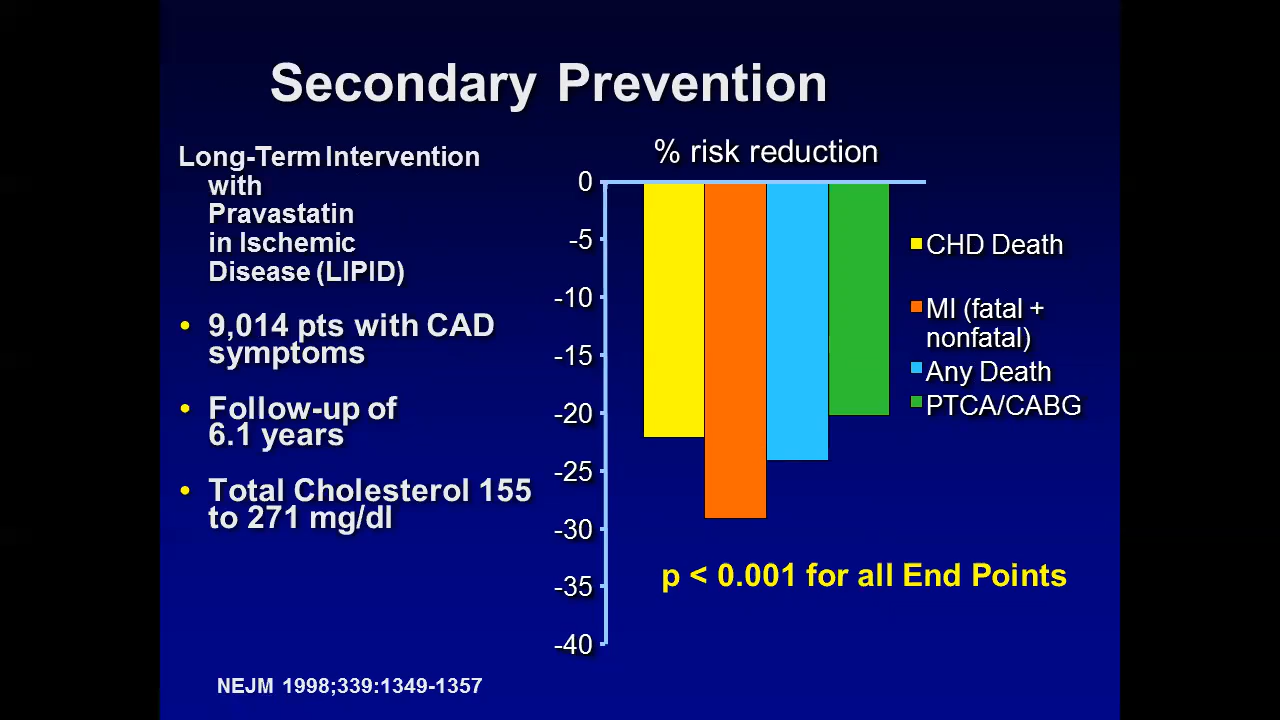 Secondary Prevention
Long-Term Intervention
with
Pravastatin
in Ischemic
Disease (LIPID)
• 9,014 pts with CAD
symptoms
• Follow-up of
6.1 years
• Total Cholesterol 155
to 271 mg/dl
% risk reduction
0
-5
-10
-15
-20
-25
-30
-35
-40
CHD Death
MI (fatal +
nonfatal)
Any Death
PTCA/CABG
p < 0.001 for all End Points
NEJM 1998;339:1349-1357